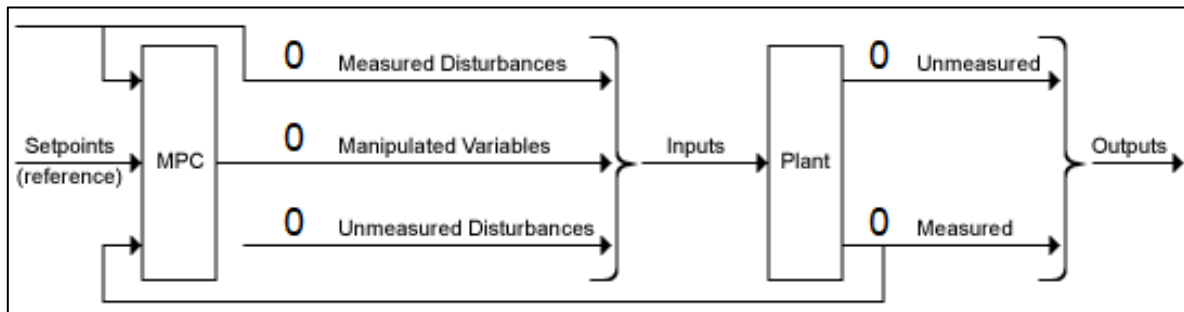 0 Measured Disturbances
0 Unmeasured
Setpoints
(reference)
MPC
0 Manipulated Variables
Inputs
Plant
Outputs
0 Unmeasured Disturbances
0 Measured